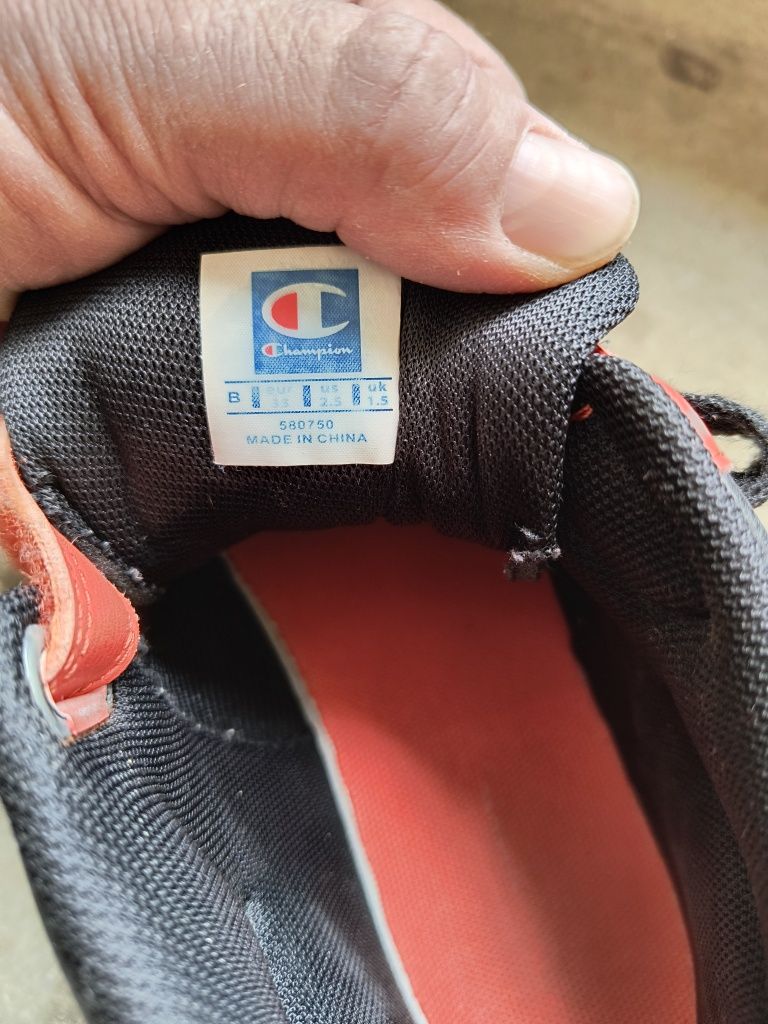 Champion
B eur us uk
35 2.5 1.5
580750
MADE IN CHINA